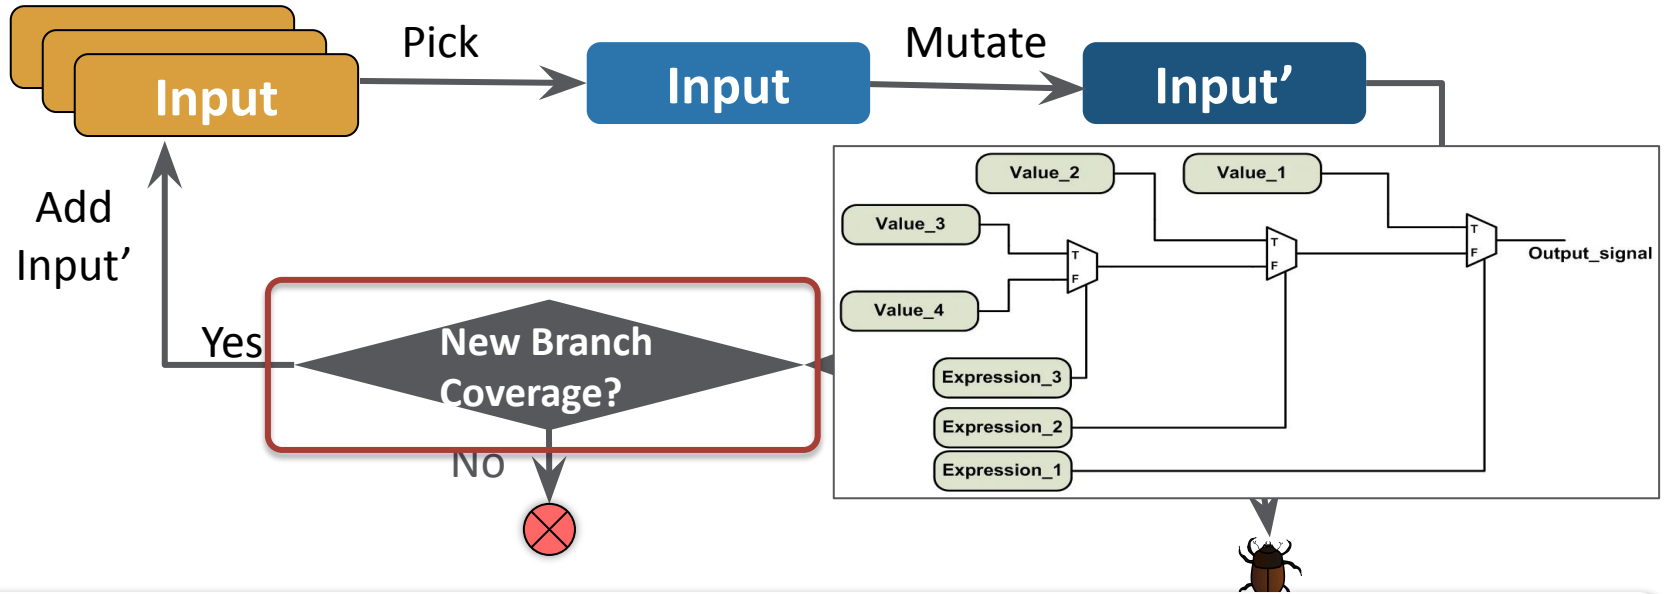 Input
Pick
Input
Mutate
Input’
Add
Input’
Yes
New Branch
Coverage?
No
Value_2
Value_1
Value_3
T
F
T
F
T
F
Output_signal
Value_4
Expression_3
Expression_2
Expression_1